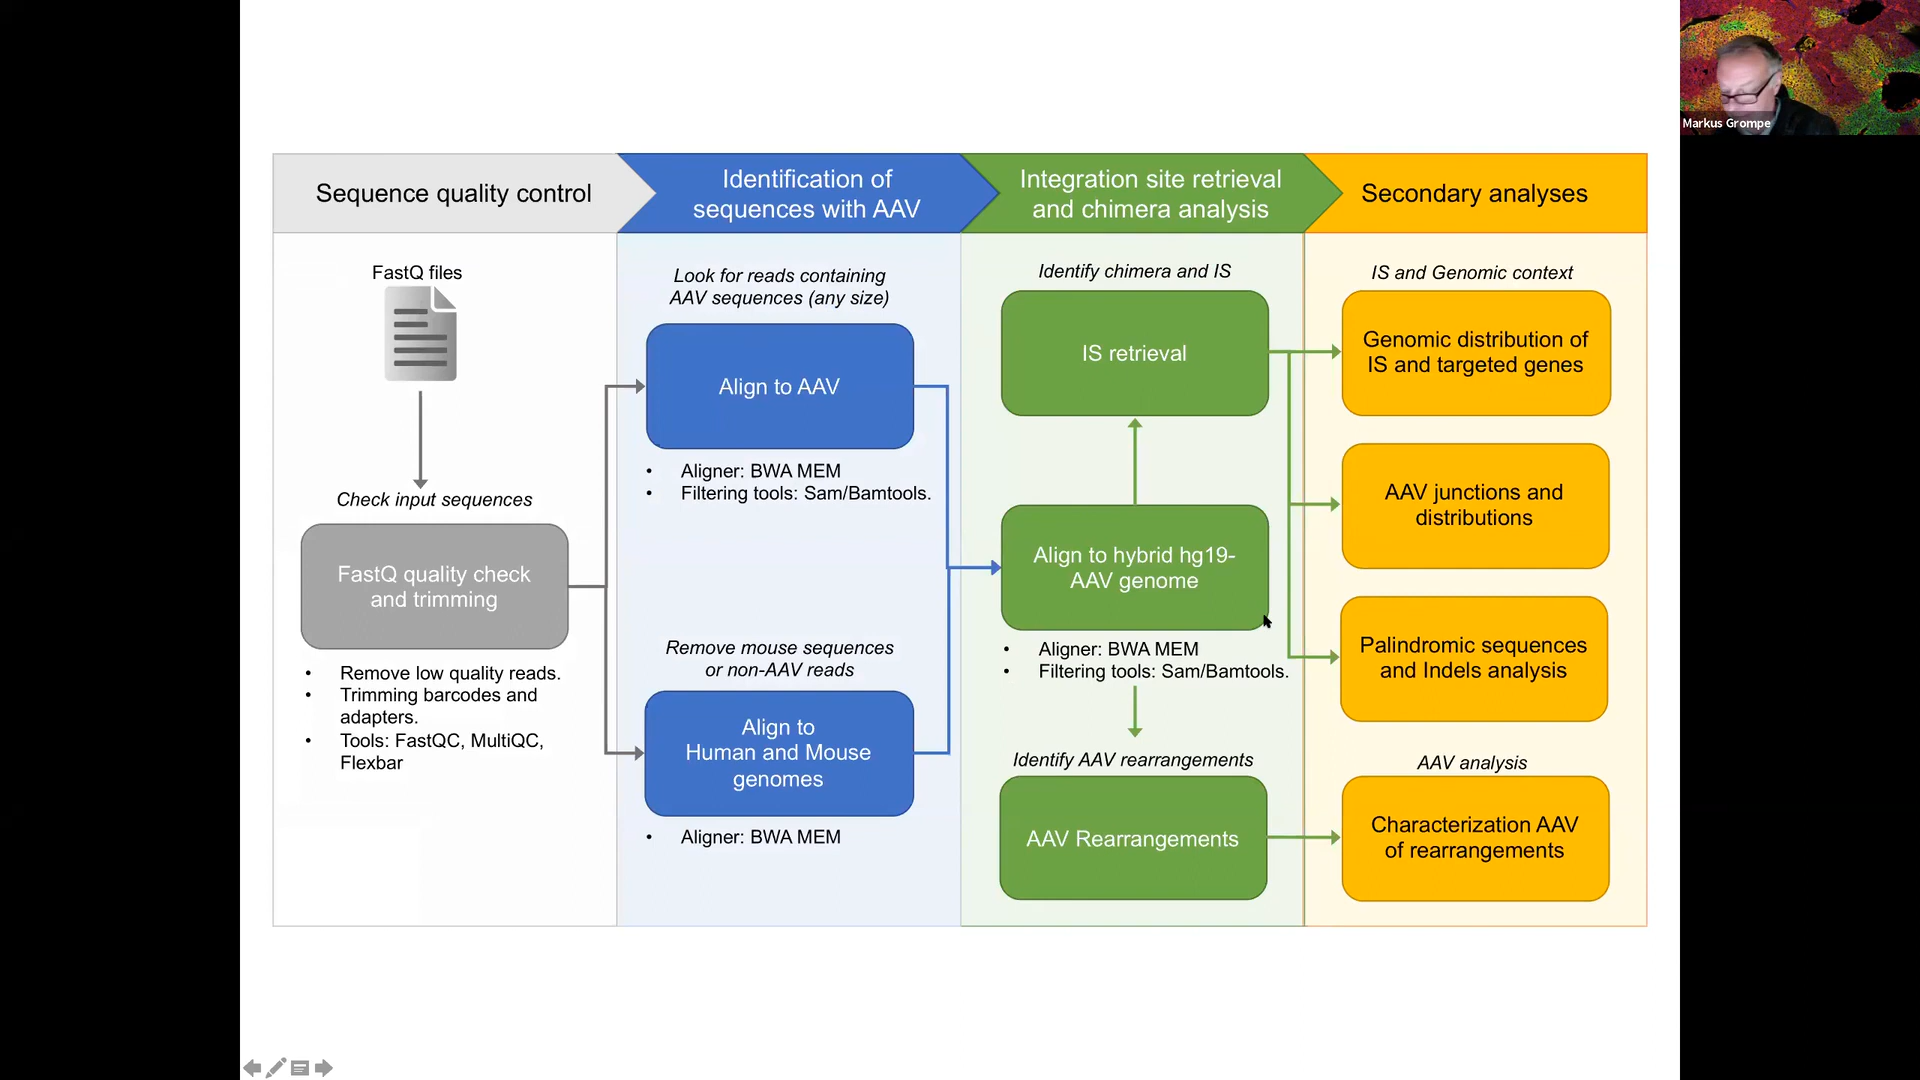 Markus Grompe
Sequence quality control
Identification of
sequences with AAV
Integration site retrieval
and chimera analysis
Secondary analyses
FastQ files
Check input sequences
FastQ quality check
and trimming
• Remove low quality reads.
• Trimming barcodes and
adapters.
• Tools: FastQC, MultiQC,
Flexbar
Look for reads containing
AAV sequences (any size)
Align to AAV
• Aligner: BWA MEM
• Filtering tools: Sam/Bamtools.
Remove mouse sequences
or non-AAV reads
Align to
Human and Mouse
genomes
• Aligner: BWA MEM
Identify chimera and IS
IS retrieval
Align to hybrid hg19-
AAV genome
• Aligner: BWA MEM
• Filtering tools: Sam/Bamtools.
Identify AAV rearrangements
AAV Rearrangements
IS and Genomic context
Genomic distribution of
IS and targeted genes
AAV junctions and
distributions
Palindromic sequences
and Indels analysis
AAV analysis
Characterization AAV
of rearrangements